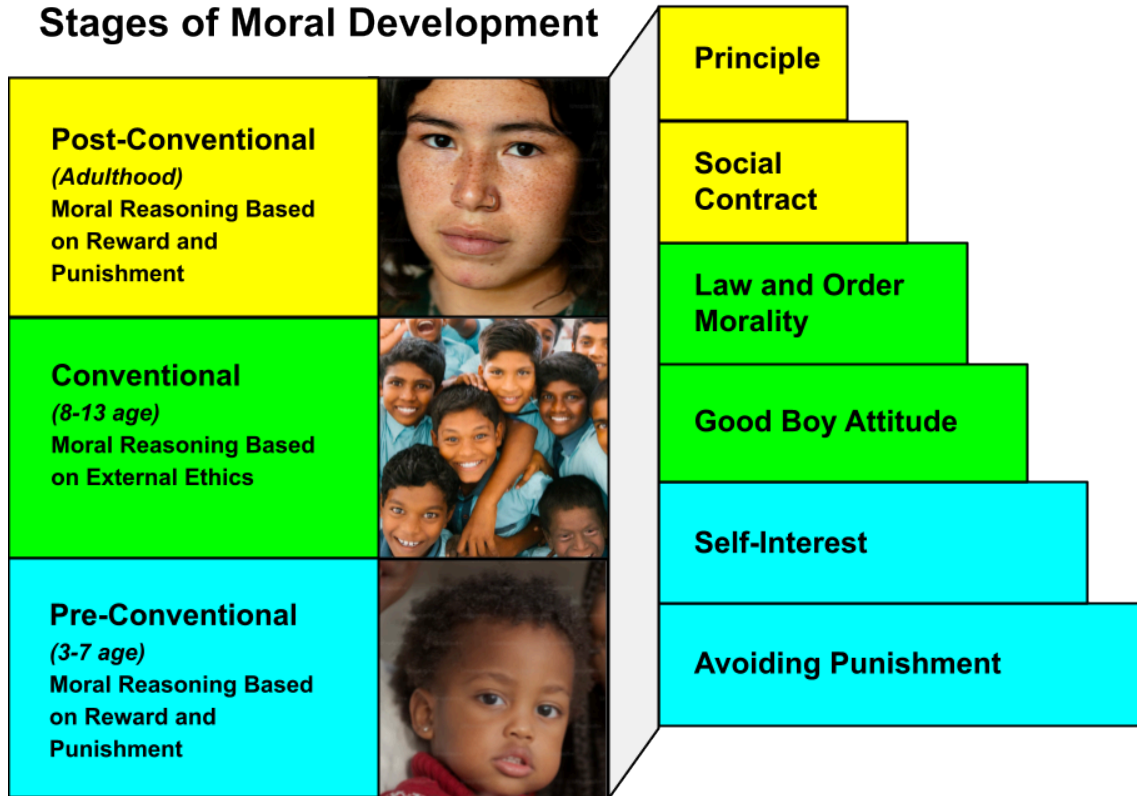 Stages of Moral Development
Post-Conventional
(Adulthood)
Moral Reasoning Based
on Reward and
Punishment
Conventional
(8-13 age)
Moral Reasoning Based
on External Ethics
Pre-Conventional
(3-7 age)
Moral Reasoning Based
on Reward and
Punishment
Principle
Social
Contract
Law and Order
Morality
Good Boy Attitude
Self-Interest
Avoiding Punishment